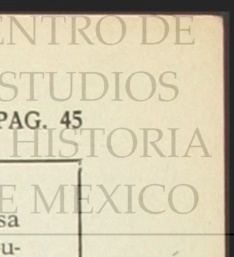 ENTRO DE
STUDIOS
PAG. 45
HISTORIA
E MEXICO
sa
u-